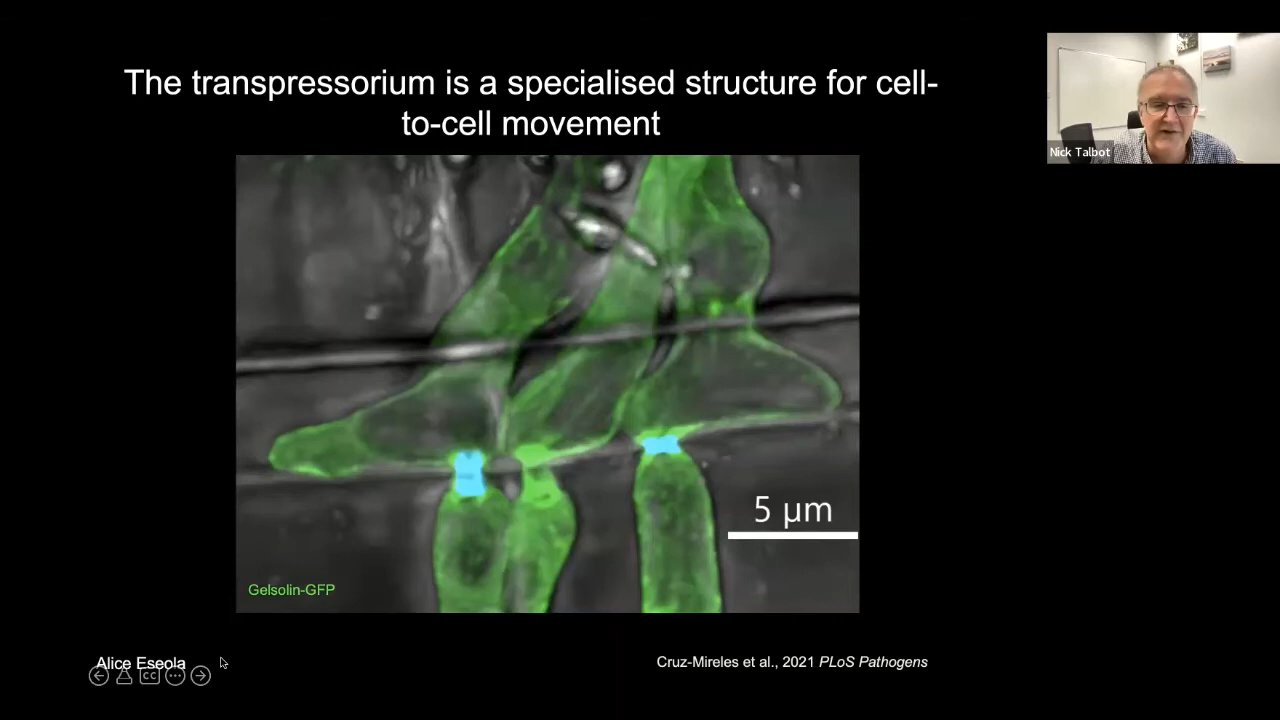 The transpressorium is a specialised structure for cell-
to-cell movement
Nick Talbot
5 µm
Gelsolin-GFP
Alice Eseola
CC
Cruz-Mireles et al., 2021 PLoS Pathogens